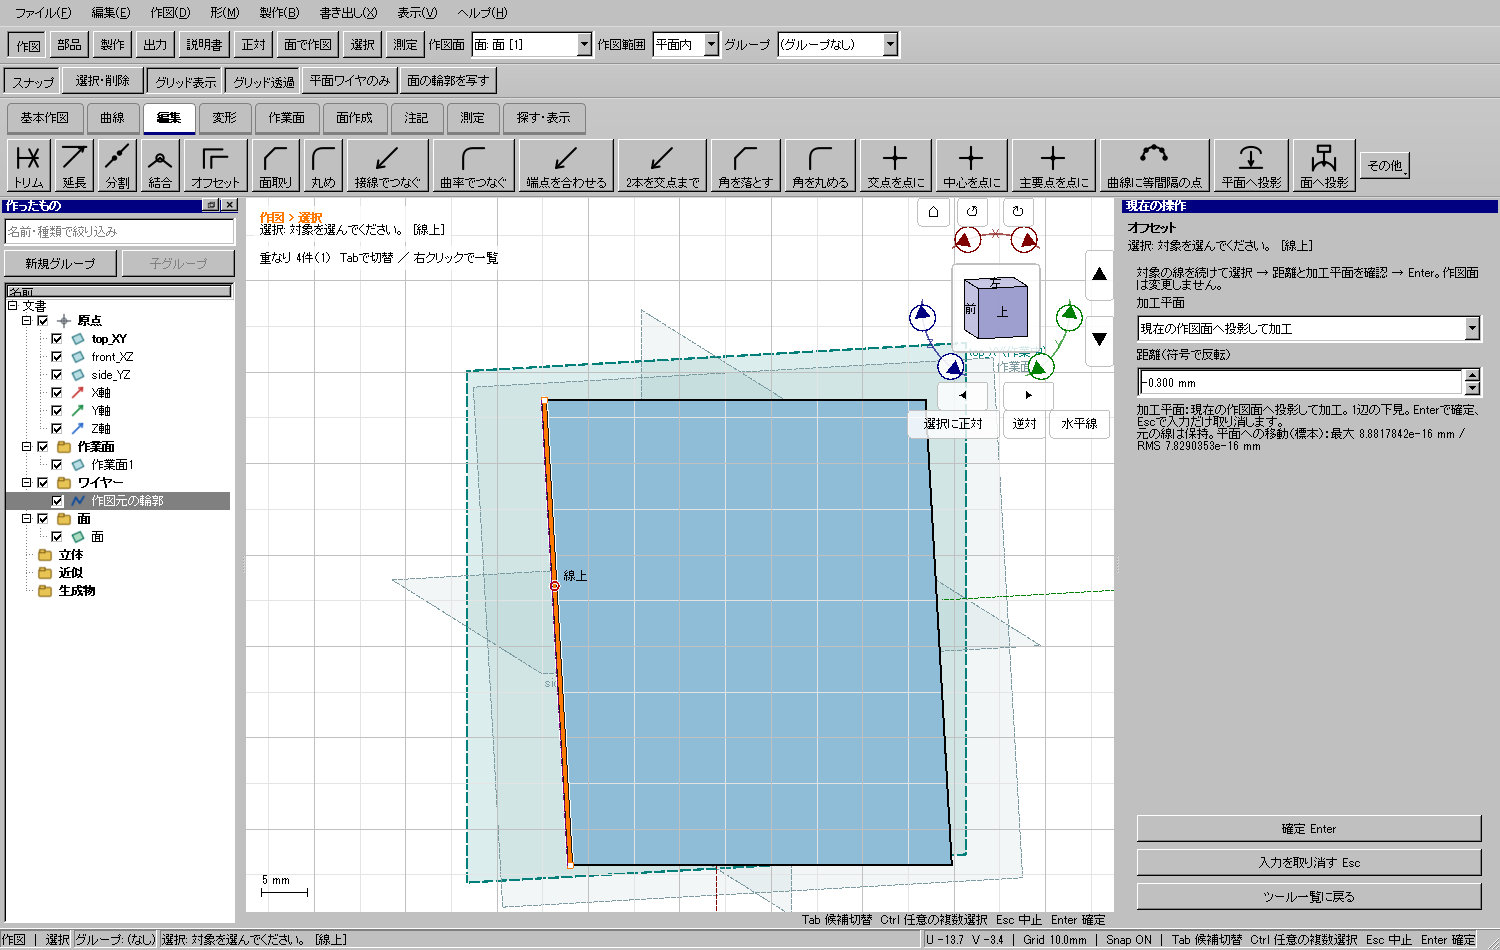 ファイル(F) 編集(E) 作図(D) 形(M) 製作(B) 書き出し(X) 表示(V) ヘルプ(H)
作図 部品 製作 出力 説明書 正対 面で作図 選択 測定 作図面 面: 面 [1] 作図範囲 平面内 グループ (グループなし)
スナップ 選択・削除 グリッド表示 グリッド透過 平面ワイヤのみ 面の輪郭を写す
基本作図 曲線 編集 変形 作業面 面作成 注記 測定 探す・表示
トリム 延長 分割 結合 オフセット 面取り 丸め 接線でつなぐ 曲率でつなぐ 端点を合わせる 2本を交点まで 角を落とす 角を丸める 交点を点に 中心を点に 主要点を点に 曲線に等間隔の点 平面へ投影 面へ投影 その他
作ったもの
名前・種類で絞り込み
新規グループ 子グループ
名前
文書
原点
top_XY
front_XZ
side_YZ
X軸
Y軸
Z軸
作業面
作業面1
ワイヤー
作図元の輪郭
面
面
立体
近似
生成物
作図 > 選択
選択: 対象を選んでください。 [線上]
重なり 4件(1) Tabで切替 / 右クリックで一覧
X
左
前
上
Z
Y
作業面
選択に正対 逆対 水平線
線上
5 mm
Tab 候補切替 Ctrl 任意の複数選択 Esc 中止 Enter 確定
現在の操作
オフセット
選択: 対象を選んでください。 [線上]
対象の線を続けて選択 → 距離と加工平面を確認 → Enter。作図面
は変更しません。
加工平面
現在の作図面へ投影して加工
距離(符号で反転)
-0.300 mm
加工平面: 現在の作図面へ投影して加工。1辺の下見。Enterで確定、
Escで入力だけ取り消します。
元の線は保持。平面への移動(標本): 最大 8.8817842e-16 mm /
RMS 7.8290353e-16 mm
確定 Enter
入力を取り消す Esc
ツール一覧に戻る
作図 | 選択 グループ: (なし) 選択: 対象を選んでください。 [線上] U -13.7 V -3.4 | Grid 10.0mm | Snap ON | Tab 候補切替 Ctrl 任意の複数選択 Esc 中止 Enter 確定